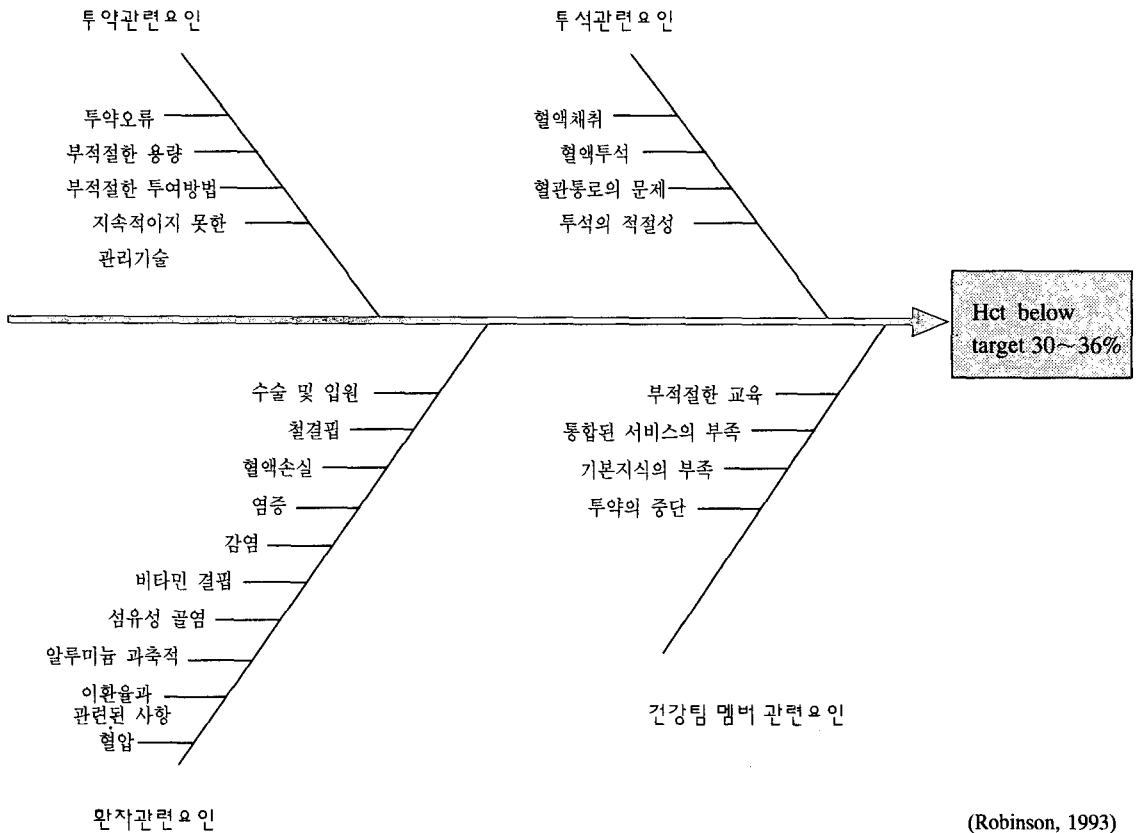 투약관련요인
투석관련요인
투약오류
부적절한 용량
부적절한 투여방법
지속적이지 못한
관리기술
혈액채취
혈액투석
혈관통로의 문제
투석의 적절성
Hct below
target 30~36%
수술 및 입원
철결핍
혈액손실
염증
감염
비타민 결핍
섬유성 골염
알루미늄 과축적
이환율과
관련된 사항
혈압
부적절한 교육
통합된 서비스의 부족
기본지식의 부족
투약의 중단
건강팀 멤버 관련요인
환자관련요인
(Robinson, 1993)